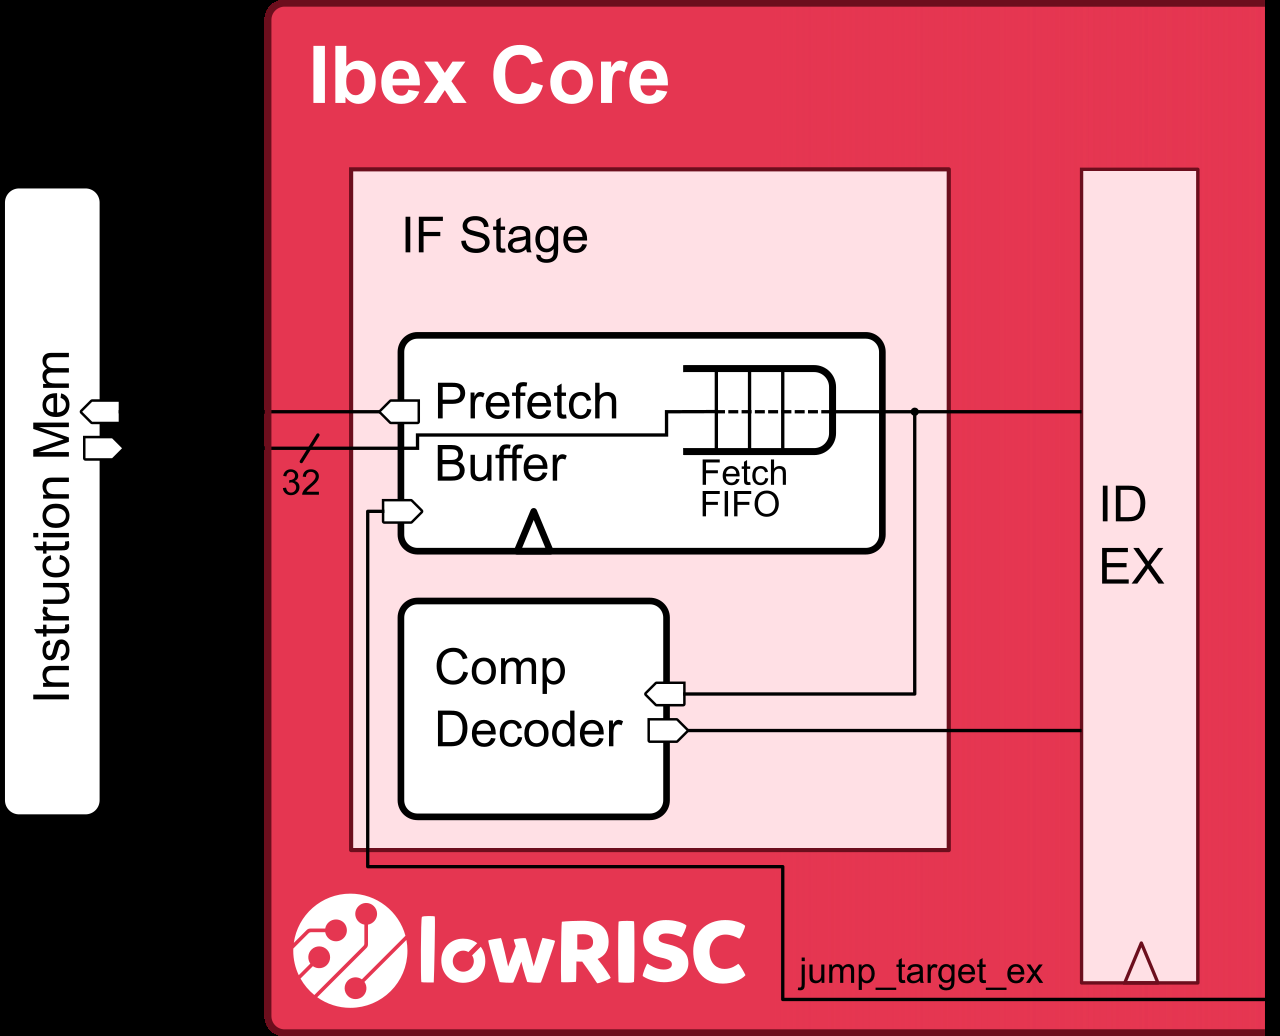 Ibex Core
IF Stage
Instruction Mem
Prefetch
Buffer
Fetch
FIFO
32
ID
EX
Comp
Decoder
lowRISC
jump_target_ex